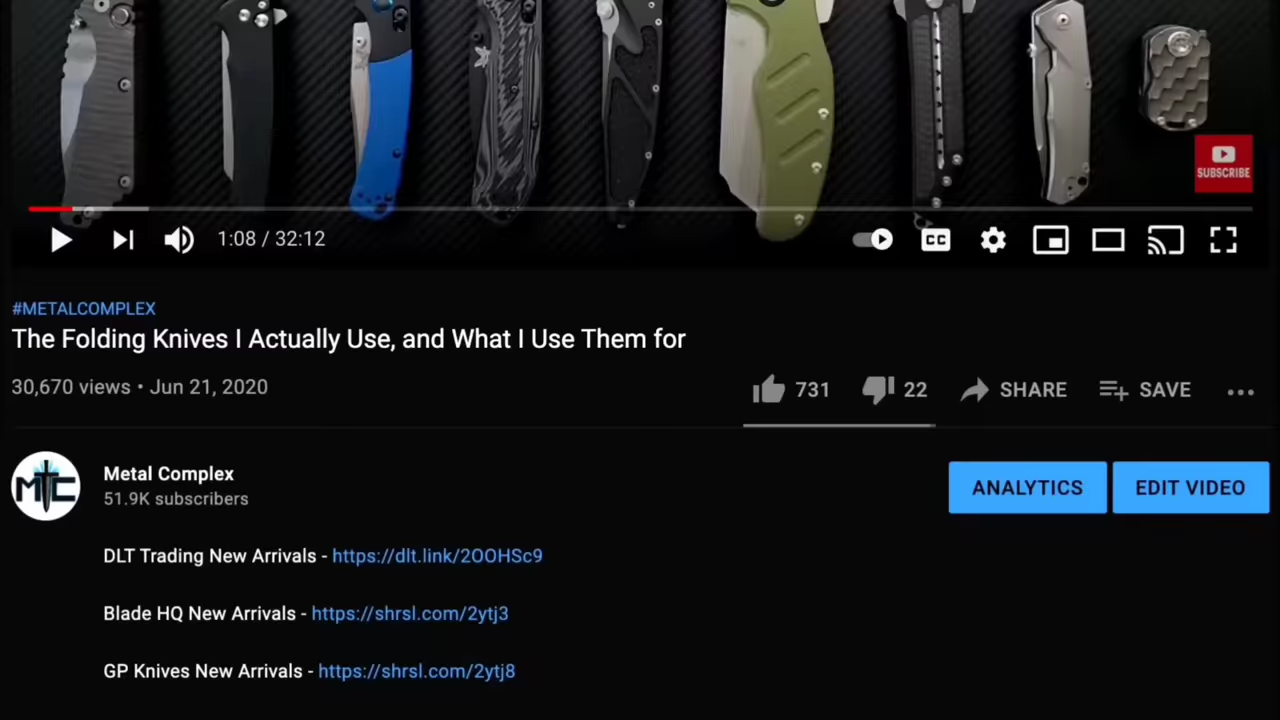 SUBSCRIBE
1:08 / 32:12
CC
#METALCOMPLEX
The Folding Knives I Actually Use, and What I Use Them for
30,670 views • Jun 21, 2020
731 22 SHARE SAVE
MTC
Metal Complex
51.9K subscribers
ANALYTICS EDIT VIDEO
DLT Trading New Arrivals - https://dlt.link/2OOHSc9
Blade HQ New Arrivals - https://shrsl.com/2ytj3
GP Knives New Arrivals - https://shrsl.com/2ytj8